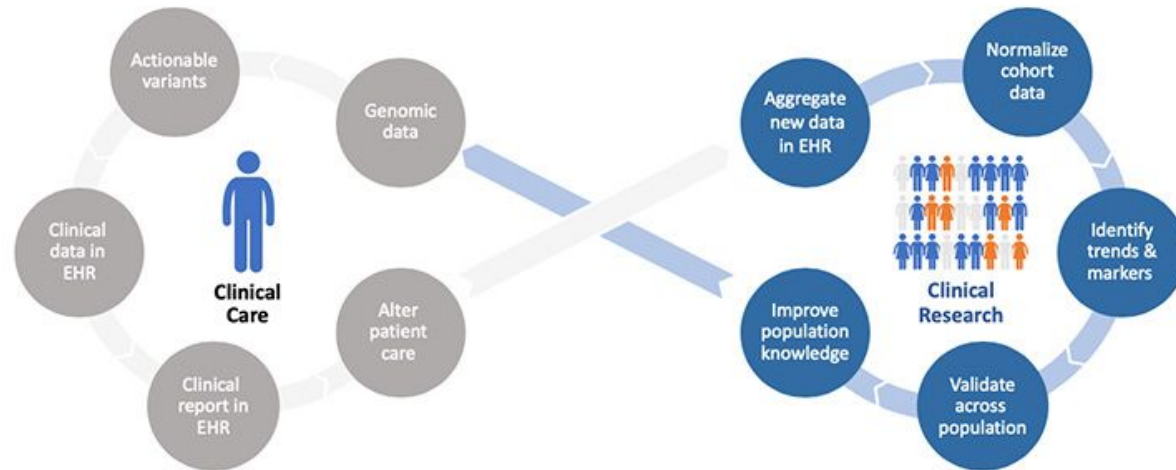 Actionable
variants
Genomic
data
Clinical
data in
EHR
Clinical
Care
Clinical
report in
EHR
Alter
patient
care
Aggregate
new data
in EHR
Normalize
cohort
data
Identify
trends &
markers
Clinical
Research
Improve
population
knowledge
Validate
across
population